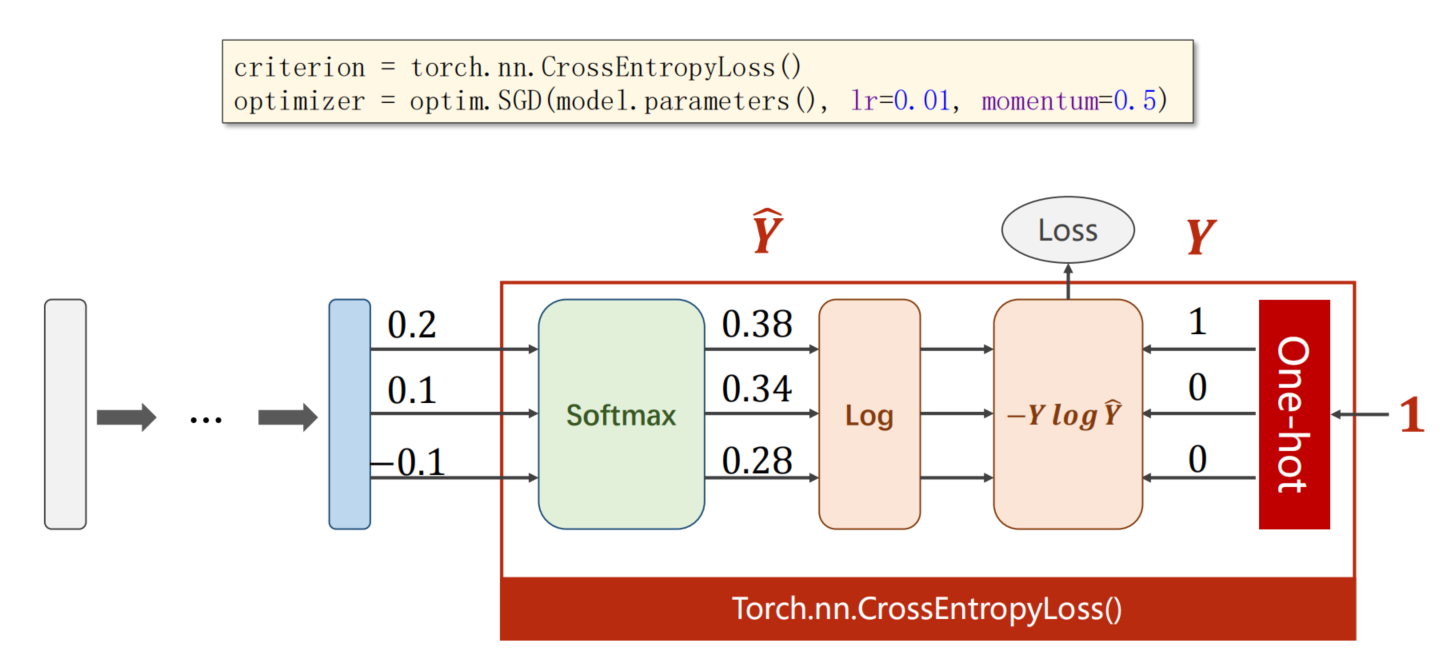 criterion = torch.nn.CrossEntropyLoss()
optimizer = optim.SGD(model.parameters(), lr=0.01, momentum=0.5)
Ŷ
Loss
Y
0.2
0.38
1
0.1
0.34
0
−0.1
0.28
0
...
Softmax
Log
−Y log Ŷ
One-hot
1
Torch.nn.CrossEntropyLoss()